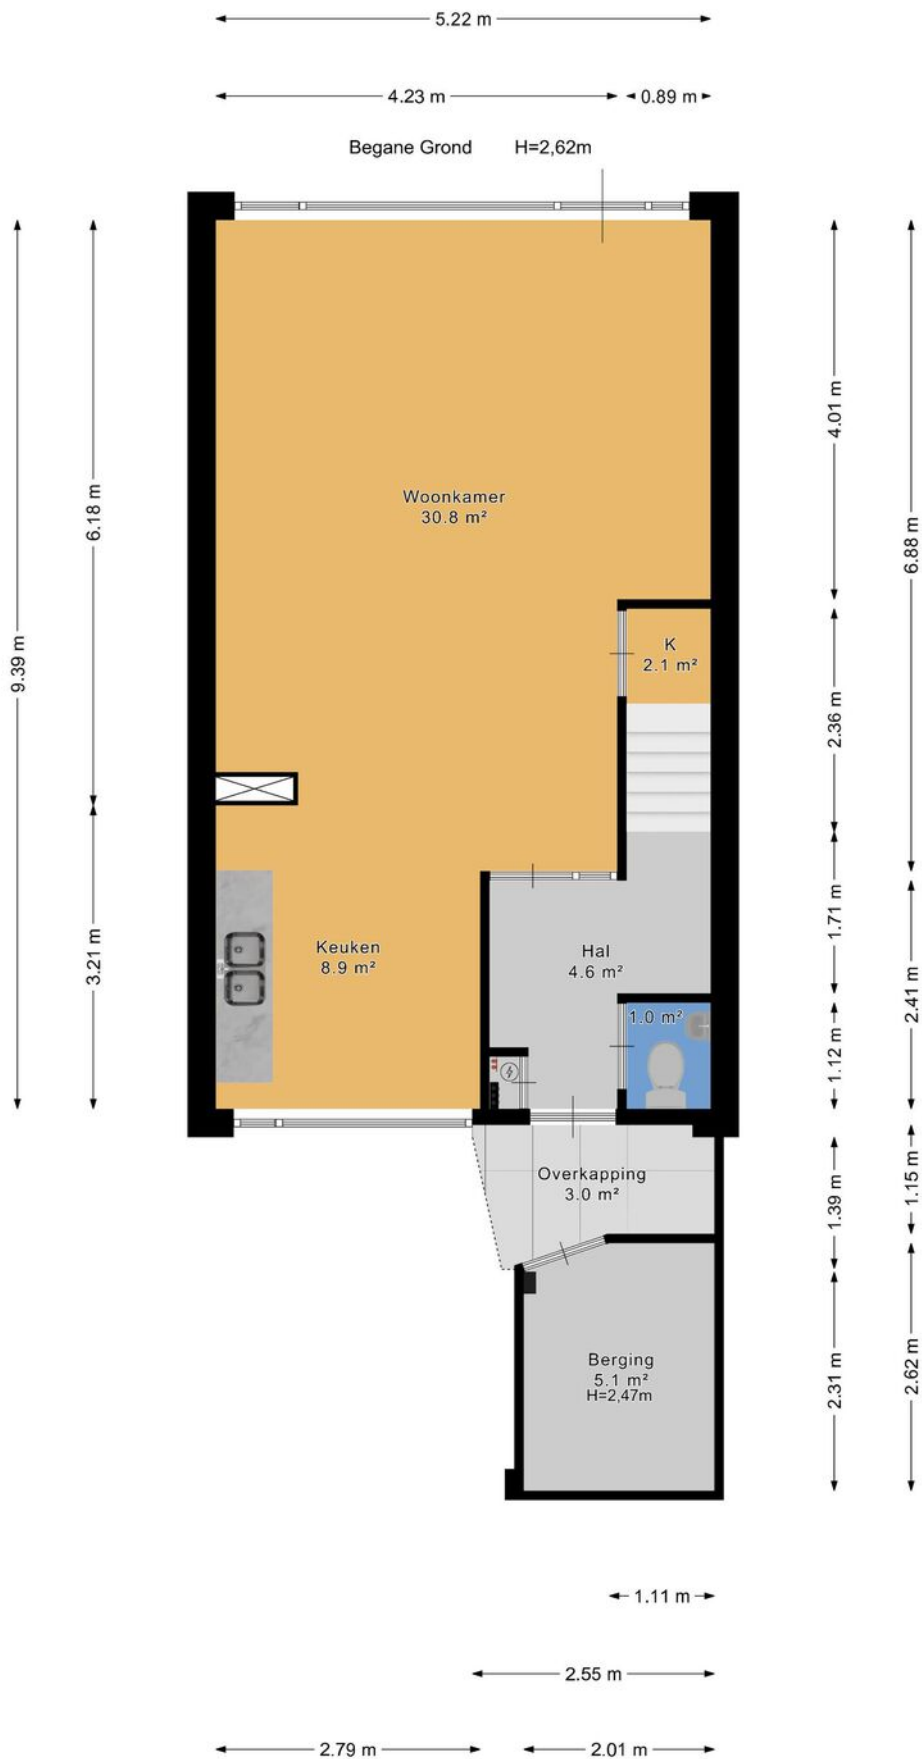 5.22 m
4.23 m
0.89 m
Begane Grond H=2,62m
4.01 m
6.18 m
Woonkamer
30.8 m²
6.88 m
9.39 m
K
2.1 m²
2.36 m
1.71 m
3.21 m
Keuken
8.9 m²
Hal
4.6 m²
2.41 m
1.0 m²
1.12 m
Overkapping
3.0 m²
1.39 m
1.15 m
Berging
5.1 m²
H=2,47m
2.31 m
2.62 m
1.11 m
2.55 m
2.79 m
2.01 m